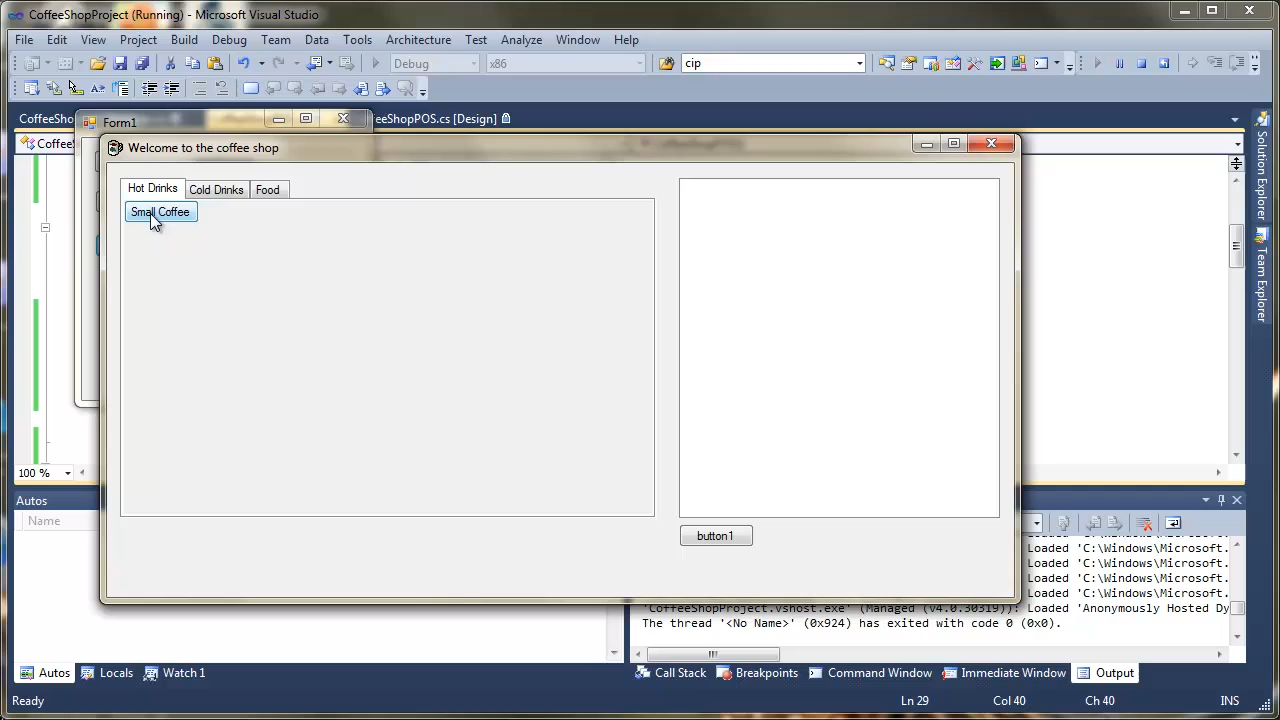 CoffeeShopProject (Running) - Microsoft Visual Studio
File Edit View Project Build Debug Team Data Tools Architecture Test Analyze Window Help
Debug x86 cip
CoffeeSh
Form1
eeShopPOS.cs [Design]
Coffee
Welcome to the coffee shop
Hot Drinks Cold Drinks Food
Small Coffee
button1
Solution Explorer
Team Explorer
100 %
Autos
Name
Loaded 'C:\Windows\Microsoft.
Loaded 'C:\Windows\Microsoft.
Loaded 'C:\Windows\Microsoft.
Loaded 'C:\Windows\Microsoft.
'CoffeeShopProject.vshost.exe' (Managed (v4.0.30319)): Loaded 'Anonymously Hosted Dy
The thread '<No Name>' (0x924) has exited with code 0 (0x0).
Autos Locals Watch 1 Call Stack Breakpoints Command Window Immediate Window Output
Ready Ln 29 Col 40 Ch 40 INS